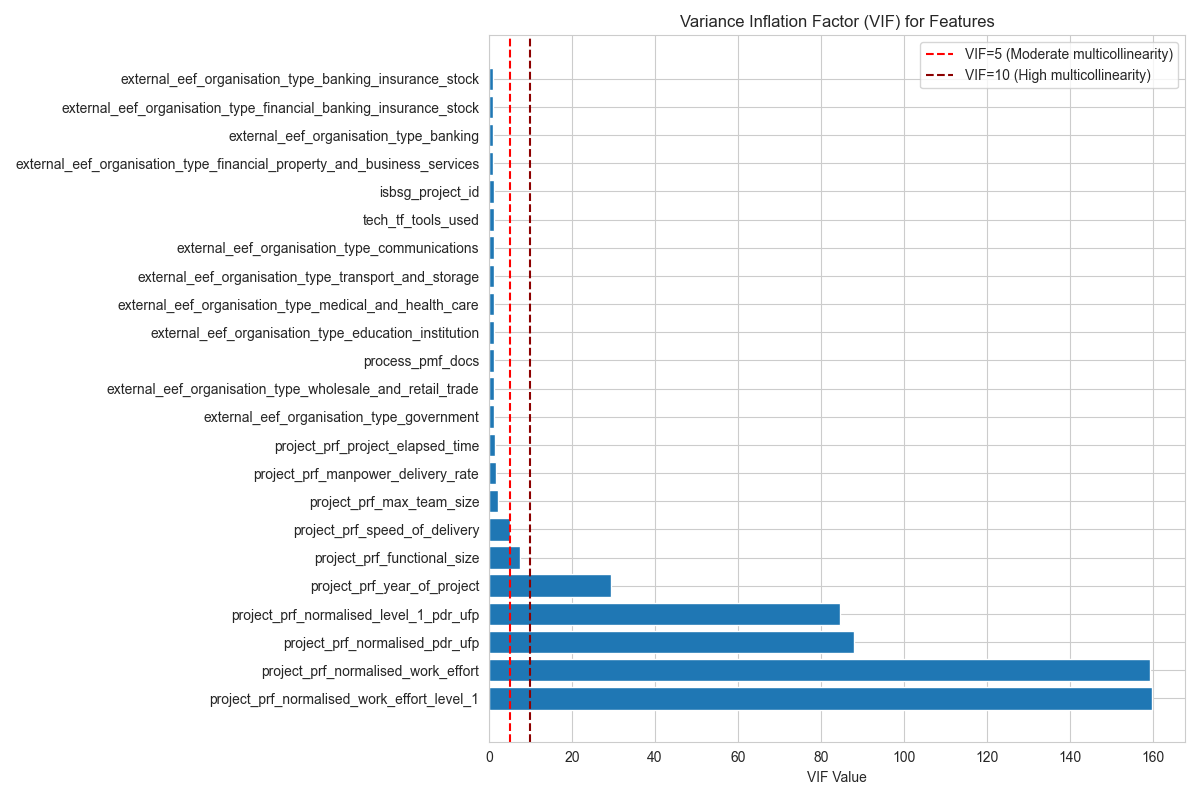 Variance Inflation Factor (VIF) for Features
VIF=5 (Moderate multicollinearity)
VIF=10 (High multicollinearity)
external_eef_organisation_type_banking_insurance_stock
external_eef_organisation_type_financial_banking_insurance_stock
external_eef_organisation_type_banking
external_eef_organisation_type_financial_property_and_business_services
isbsg_project_id
tech_tf_tools_used
external_eef_organisation_type_communications
external_eef_organisation_type_transport_and_storage
external_eef_organisation_type_medical_and_health_care
external_eef_organisation_type_education_institution
process_pmf_docs
external_eef_organisation_type_wholesale_and_retail_trade
external_eef_organisation_type_government
project_prf_project_elapsed_time
project_prf_manpower_delivery_rate
project_prf_max_team_size
project_prf_speed_of_delivery
project_prf_functional_size
project_prf_year_of_project
project_prf_normalised_level_1_pdr_ufp
project_prf_normalised_pdr_ufp
project_prf_normalised_work_effort
project_prf_normalised_work_effort_level_1
0 20 40 60 80 100 120 140 160
VIF Value